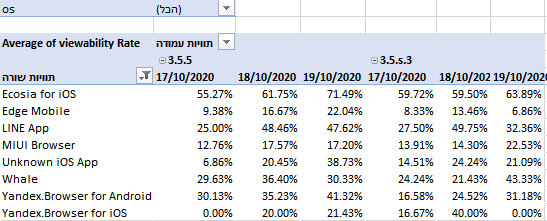 os (הכל)
Average of viewability Rate תוויות עמודה
3.5.5 3.5.s.3
תוויות שורה 17/10/2020 18/10/2020 19/10/2020 17/10/2020 18/10/202 19/10/2020
Ecosia for iOS 55.27% 61.75% 71.49% 59.72% 59.50% 63.89%
Edge Mobile 9.38% 16.67% 22.04% 8.33% 13.46% 6.86%
LINE App 25.00% 48.46% 47.62% 27.50% 49.75% 32.36%
MIUI Browser 12.76% 17.57% 17.20% 13.91% 14.30% 22.53%
Unknown iOS App 6.86% 20.45% 38.73% 14.51% 24.24% 21.09%
Whale 29.63% 36.40% 30.33% 24.24% 21.43% 43.33%
Yandex.Browser for Android 30.13% 35.23% 41.32% 16.58% 24.52% 31.18%
Yandex.Browser for iOS 0.00% 20.00% 21.43% 16.67% 40.00% 0.00%